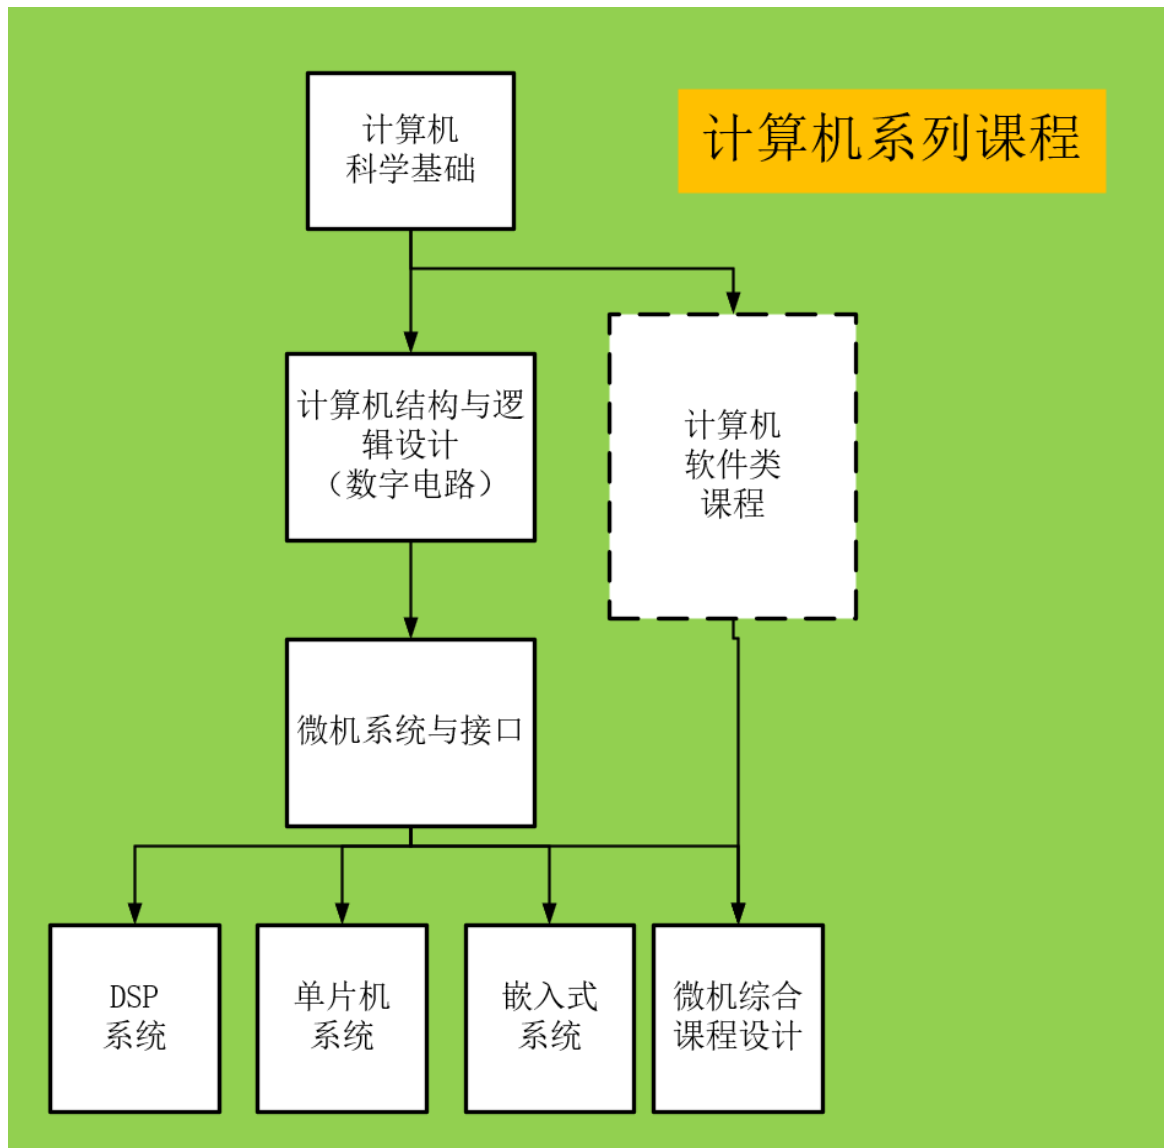 计算机
科学基础
计算机系列课程
计算机结构与逻
辑设计
（数字电路）
计算机
软件类
课程
微机系统与接口
DSP
系统
单片机
系统
嵌入式
系统
微机综合
课程设计